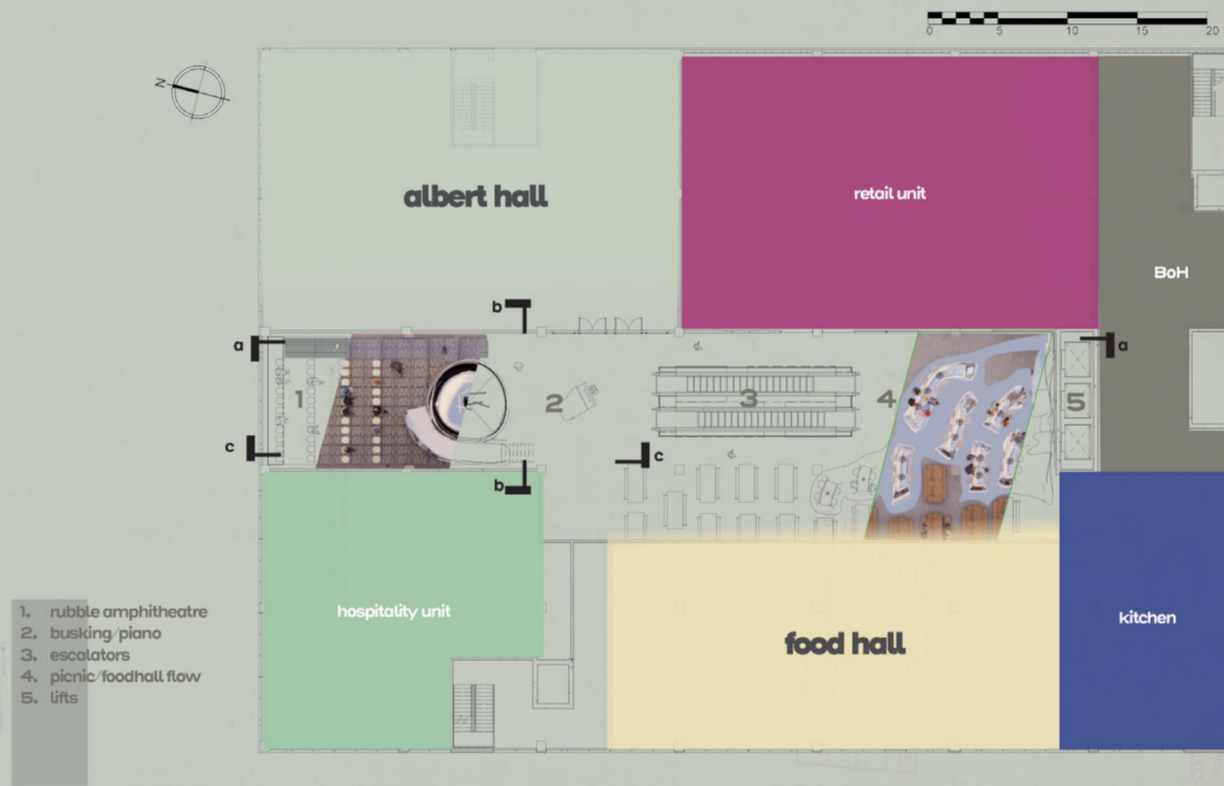 0 5 10 15 20
N
albert hall
retail unit
BoH
b
a
a
1
2
3
4
5
c
c
b
hospitality unit
food hall
kitchen
1. rubble amphitheatre
2. busking/piano
3. escalators
4. picnic/foodhall flow
5. lifts